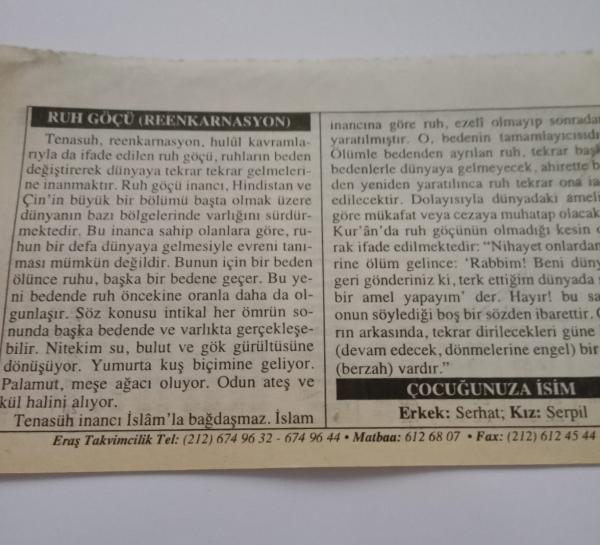 RUH GÖÇÜ (REENKARNASYON)
Tenasuh, reenkarnasyon, hulûl kavramla-
rıyla da ifade edilen ruh göçü, ruhların beden
değiştirerek dünyaya tekrar tekrar gelmeleri-
ne inanmaktır. Ruh göçü inancı, Hindistan ve
Çin'in büyük bir bölümü başta olmak üzere
dünyanın bazı bölgelerinde varlığını sürdür-
mektedir. Bu inanca sahip olanlara göre, ru-
hun bir defa dünyaya gelmesiyle evreni tanı-
ması mümkün değildir. Bunun için bir beden
ölünce ruhu, başka bir bedene geçer. Bu ye-
ni bedende ruh öncekine oranla daha da ol-
gunlaşır. Söz konusu intikal her ömrün so-
nunda başka bedende ve varlıkta gerçekleşe-
bilir. Nitekim su, bulut ve gök gürültüsüne
dönüşüyor. Yumurta kuş biçimine geliyor.
Palamut, meşe ağacı oluyor. Odun ateş ve
kül halini alıyor.
Tenasüh inancı İslâm'la bağdaşmaz. İslam
inancına göre ruh, ezelî olmayıp sonradan
yaratılmıştır. O, bedenin tamamlayıcısıdı
Ölümle bedenden ayrılan ruh, tekrar başk
bedenlerle dünyaya gelmeyecek, ahirette b
den yeniden yaratılınca ruh tekrar ona ia
edilecektir. Dolayısıyla dünyadaki ameli
göre mükafat veya cezaya muhatap olacak
Kur'ân'da ruh göçünün olmadığı kesin o
rak ifade edilmektedir: "Nihayet onlardan
rine ölüm gelince: 'Rabbim! Beni düny
geri gönderiniz ki, terk ettiğim dünyada s
bir amel yapayım' der. Hayır! bu sa
onun söylediği boş bir sözden ibarettir. O
rın arkasında, tekrar dirilecekleri güne
(devam edecek, dönmelerine engel) bir
(berzah) vardır."
ÇOCUĞUNUZA İSİM
Erkek: Serhat; Kız: Serpil
Eraş Takvimcilik Tel: (212) 674 96 32 - 674 96 44 • Matbaa: 612 68 07 • Fax: (212) 612 45 44